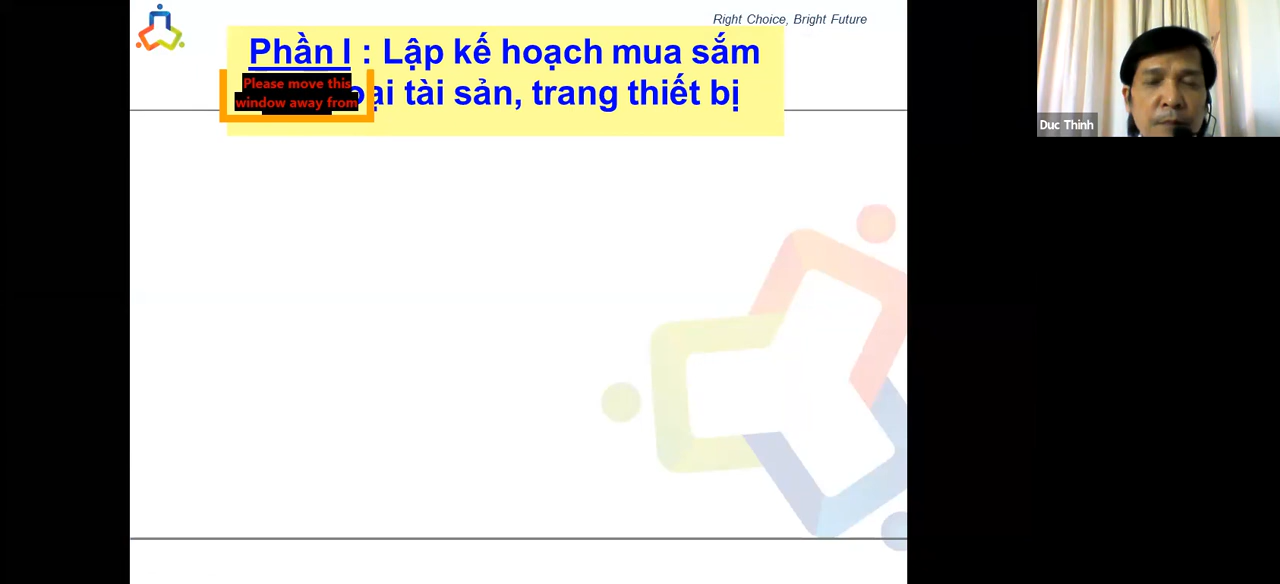 Right Choice, Bright Future
Phần I : Lập kế hoạch mua sắm
ại tài sản, trang thiết bị
Please move this
window away from
Duc Thinh